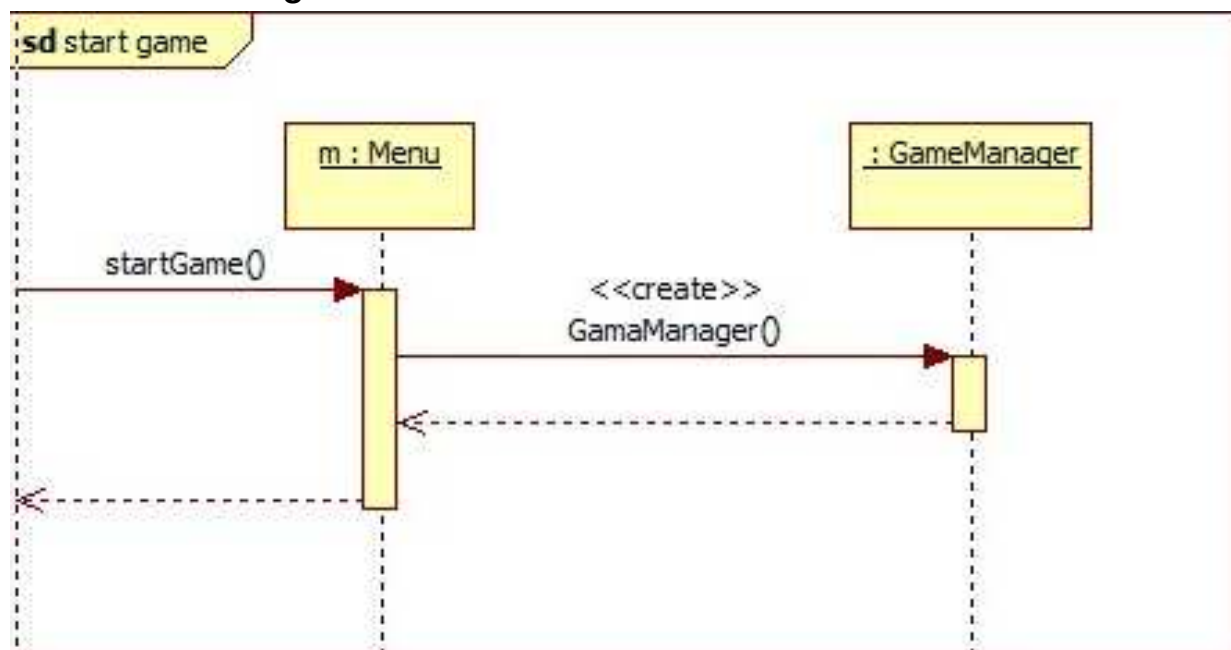 sd start game
m : Menu
: GameManager
startGame()
<<create>>
GamaManager()